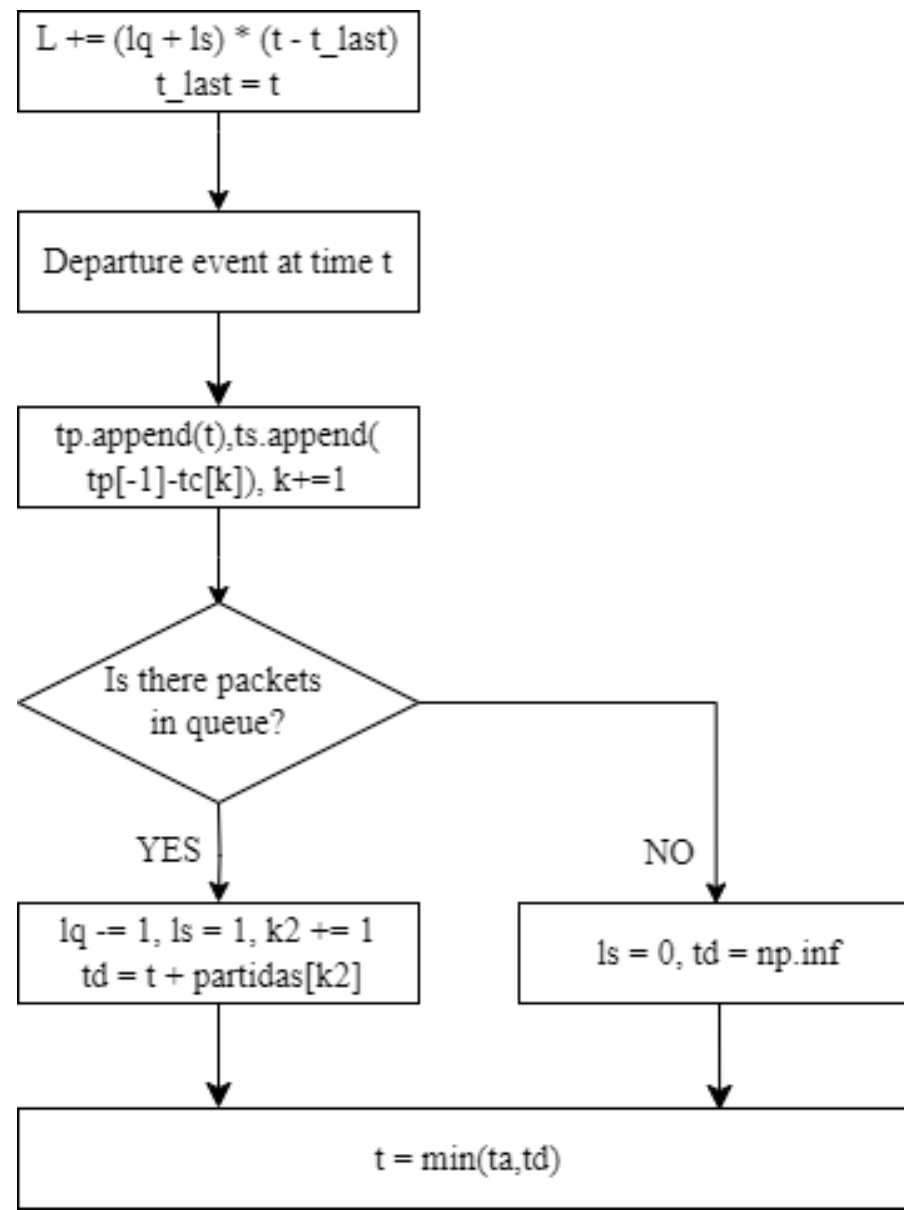 L += (lq + ls) * (t - t_last)
t_last = t
Departure event at time t
tp.append(t),ts.append(
tp[-1]-tc[k]), k+=1
Is there packets
in queue?
YES
NO
lq -= 1, ls = 1, k2 += 1
td = t + partidas[k2]
ls = 0, td = np.inf
t = min(ta,td)